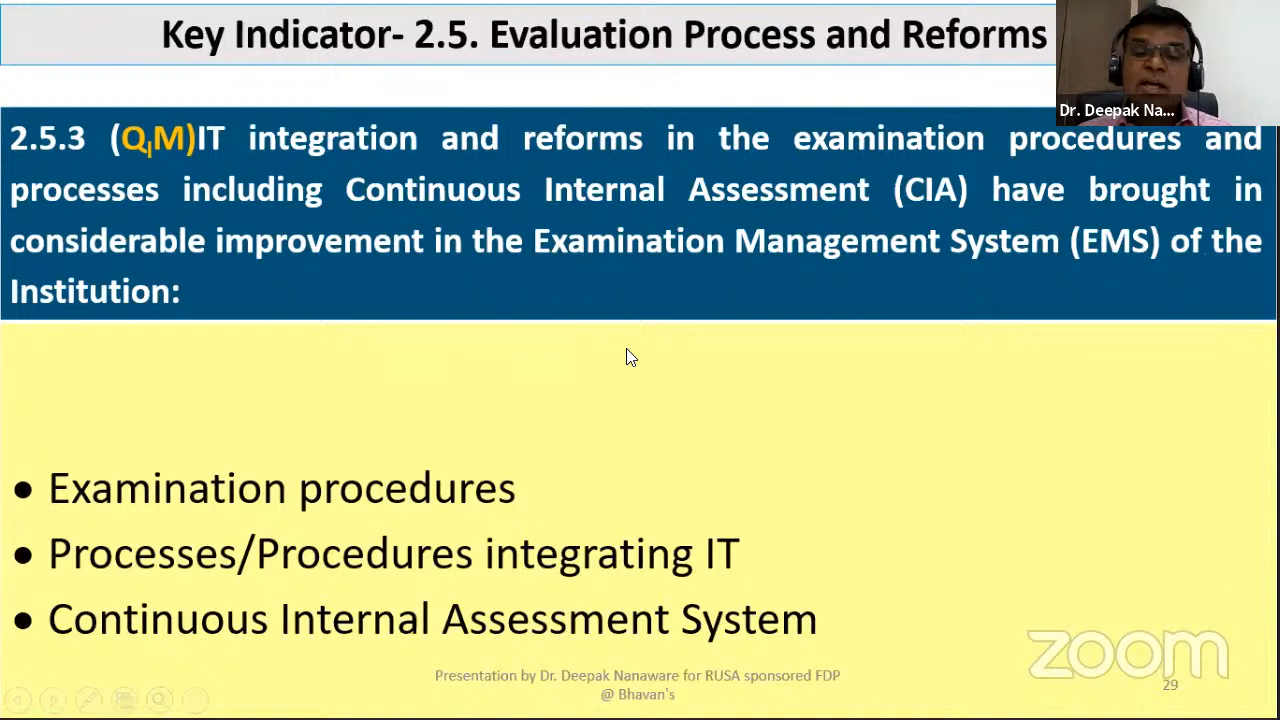 Key Indicator- 2.5. Evaluation Process and Reforms
Dr. Deepak Na...
2.5.3 (QlM)IT integration and reforms in the examination procedures and
processes including Continuous Internal Assessment (CIA) have brought in
considerable improvement in the Examination Management System (EMS) of the
Institution:
• Examination procedures
• Processes/Procedures integrating IT
• Continuous Internal Assessment System
zoom
Presentation by Dr. Deepak Nanaware for RUSA sponsored FDP
@ Bhavan's
29